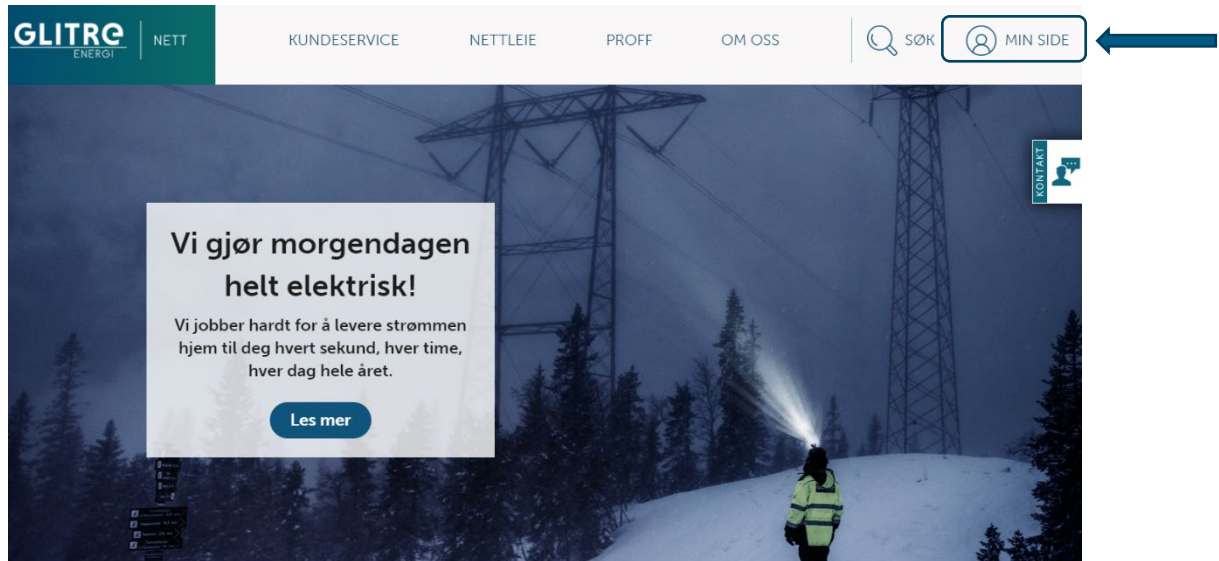 GLITRE
ENERGI
NETT
KUNDESERVICE
NETTLEIE
PROFF
OM OSS
SØK
MIN SIDE
KONTAKT
Vi gjør morgendagen
helt elektrisk!
Vi jobber hardt for å levere strømmen
hjem til deg hvert sekund, hver time,
hver dag hele året.
Les mer